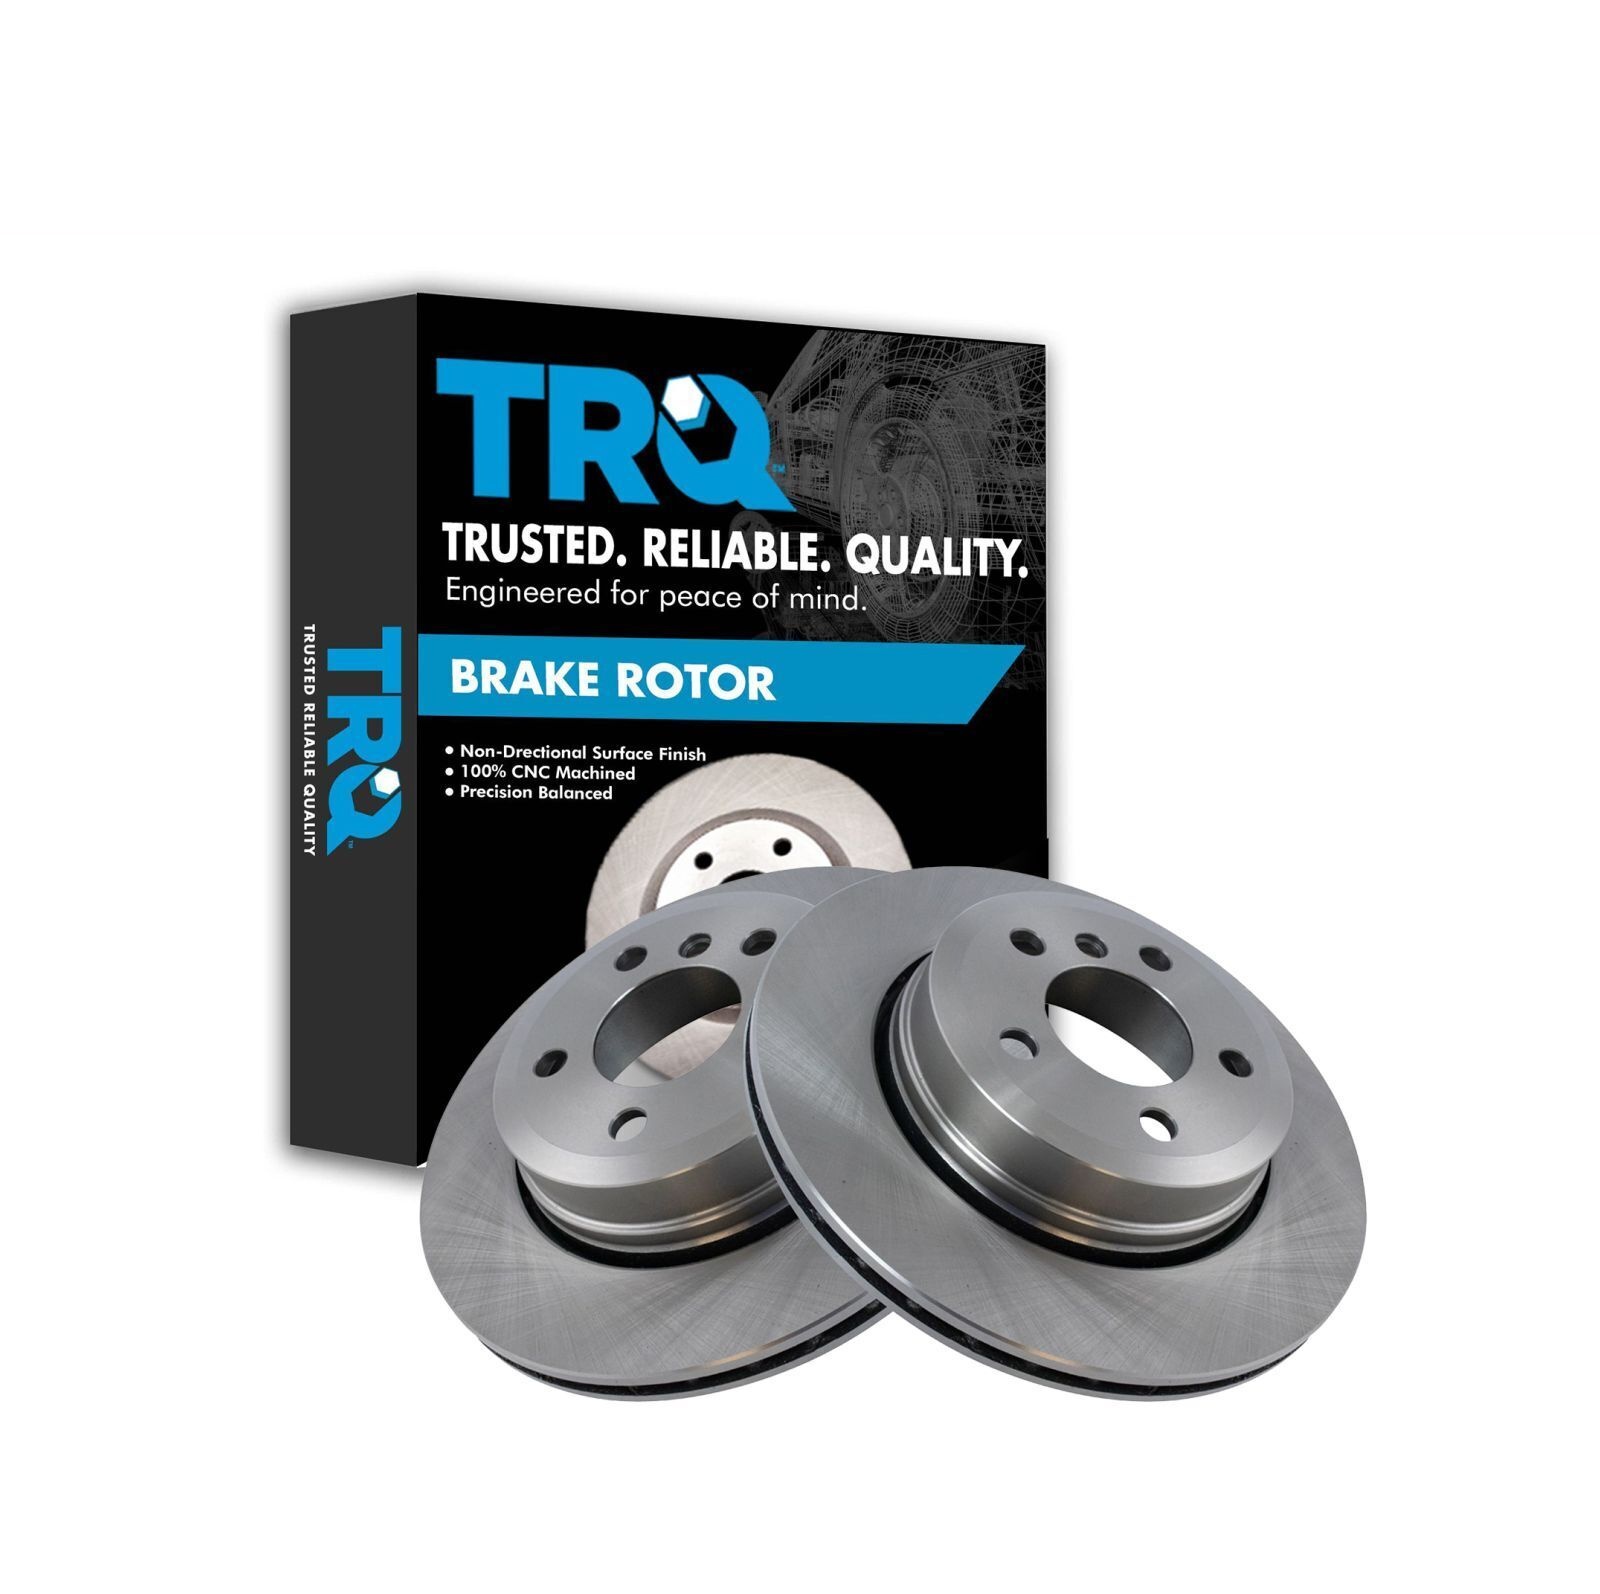 TRQ
TRUSTED. RELIABLE. QUALITY.
Engineered for peace of mind.
BRAKE ROTOR
• Non-Drectional Surface Finish
• 100% CNC Machined
• Precision Balanced
TRQ™
TRUSTED RELIABLE QUALITY